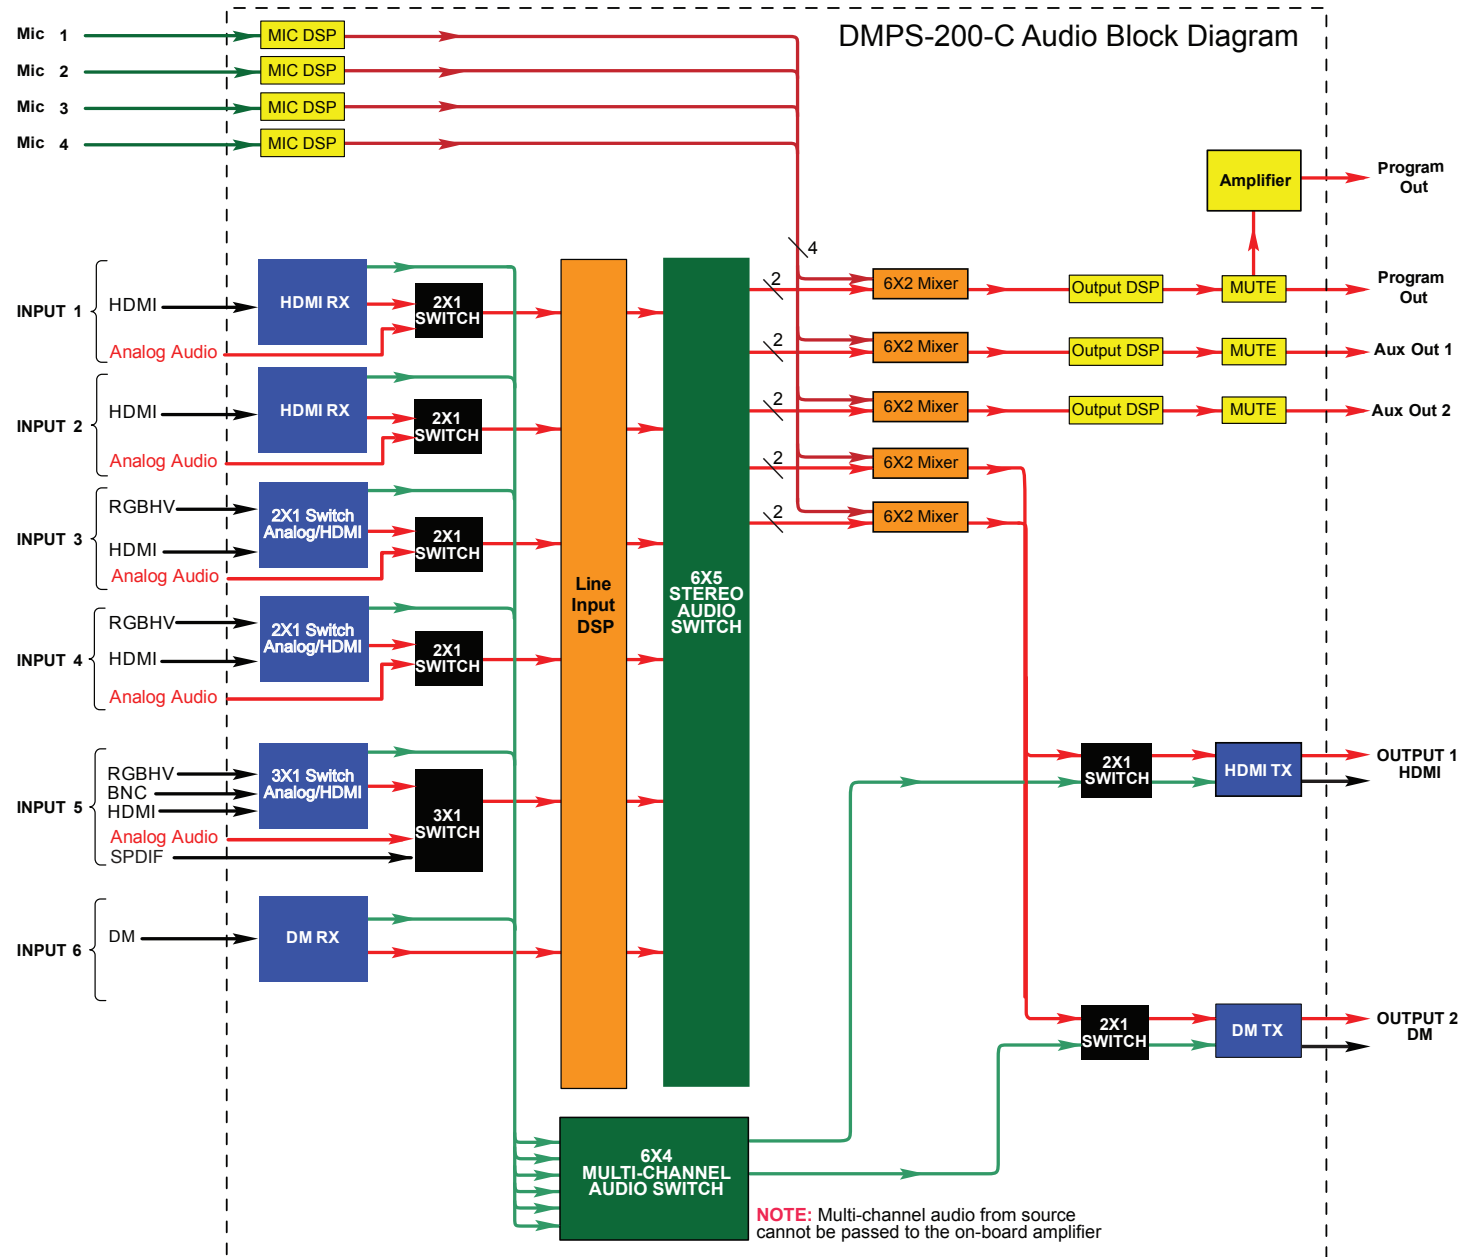 DMPS-200-C Audio Block Diagram
Mic 1
MIC DSP
Mic 2
MIC DSP
Mic 3
MIC DSP
Mic 4
MIC DSP
Amplifier
Program
Out
4
INPUT 1
HDMI
Analog Audio
HDMI RX
2X1
SWITCH
INPUT 2
HDMI
Analog Audio
HDMI RX
2X1
SWITCH
INPUT 3
RGBHV
HDMI
Analog Audio
2X1 Switch
Analog/HDMI
2X1
SWITCH
INPUT 4
RGBHV
HDMI
Analog Audio
2X1 Switch
Analog/HDMI
2X1
SWITCH
INPUT 5
RGBHV
BNC
HDMI
Analog Audio
SPDIF
3X1 Switch
Analog/HDMI
3X1
SWITCH
INPUT 6
DM
DM RX
Line
Input
DSP
6X5
STEREO
AUDIO
SWITCH
2
6X2 Mixer
Output DSP
MUTE
Program
Out
2
6X2 Mixer
Output DSP
MUTE
Aux Out 1
2
6X2 Mixer
Output DSP
MUTE
Aux Out 2
2
6X2 Mixer
2
6X2 Mixer
2X1
SWITCH
HDMI TX
OUTPUT 1
HDMI
2X1
SWITCH
DM TX
OUTPUT 2
DM
6X4
MULTI-CHANNEL
AUDIO SWITCH
NOTE: Multi-channel audio from source
cannot be passed to the on-board amplifier